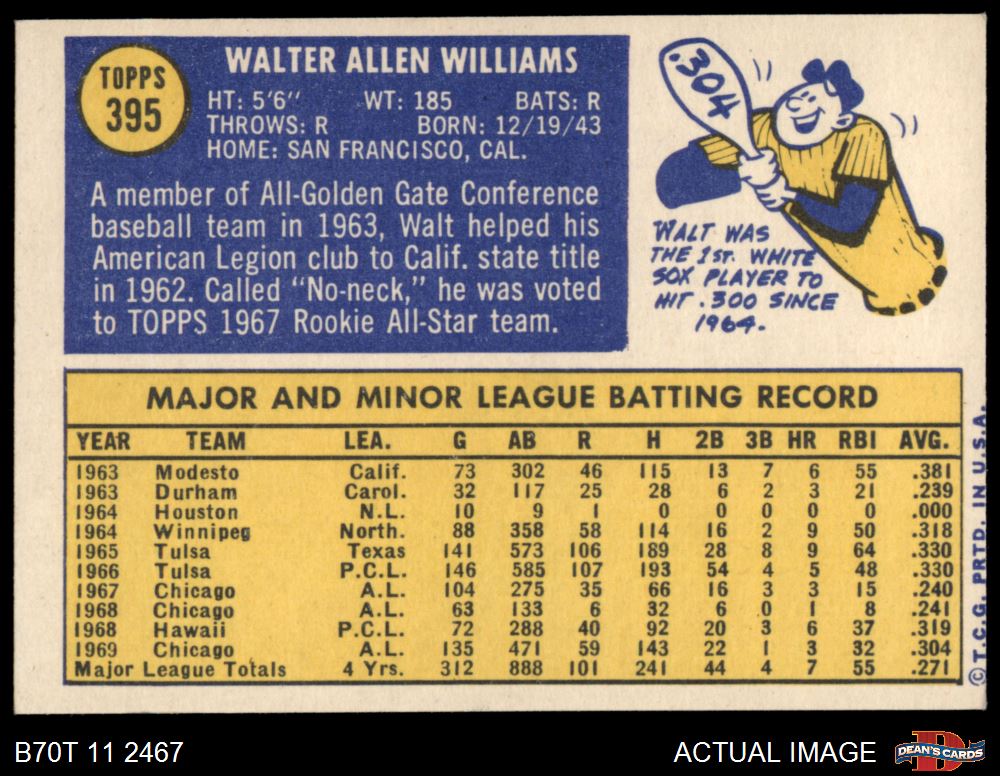 TOPPS
395
WALTER ALLEN WILLIAMS
HT: 5'6" WT: 185 BATS: R
THROWS: R BORN: 12/19/43
HOME: SAN FRANCISCO, CAL.
A member of All-Golden Gate Conference
baseball team in 1963, Walt helped his
American Legion club to Calif. state title
in 1962. Called "No-neck," he was voted
to TOPPS 1967 Rookie All-Star team.
.304
WALT WAS
THE 1ST. WHITE
SOX PLAYER TO
HIT .300 SINCE
1964.
MAJOR AND MINOR LEAGUE BATTING RECORD
YEAR TEAM LEA. G AB R H 2B 3B HR RBI AVG.
1963 Modesto Calif. 73 302 46 115 13 7 6 55 .381
1963 Durham Carol. 32 117 25 28 6 2 3 21 .239
1964 Houston N.L. 10 9 1 0 0 0 0 0 .000
1964 Winnipeg North. 88 358 58 114 16 2 9 50 .318
1965 Tulsa Texas 141 573 106 189 28 8 9 64 .330
1966 Tulsa P.C.L. 146 585 107 193 54 4 5 48 .330
1967 Chicago A.L. 104 275 35 66 16 3 3 15 .240
1968 Chicago A.L. 63 133 6 32 6 0 1 8 .241
1968 Hawaii P.C.L. 72 288 40 92 20 3 6 37 .319
1969 Chicago A.L. 135 471 59 143 22 1 3 32 .304
Major League Totals 4 Yrs. 312 888 101 241 44 4 7 55 .271
©T.C.G. PRTD. IN U.S.A.
B70T 11 2467
ACTUAL IMAGE
DEAN'S CARDS